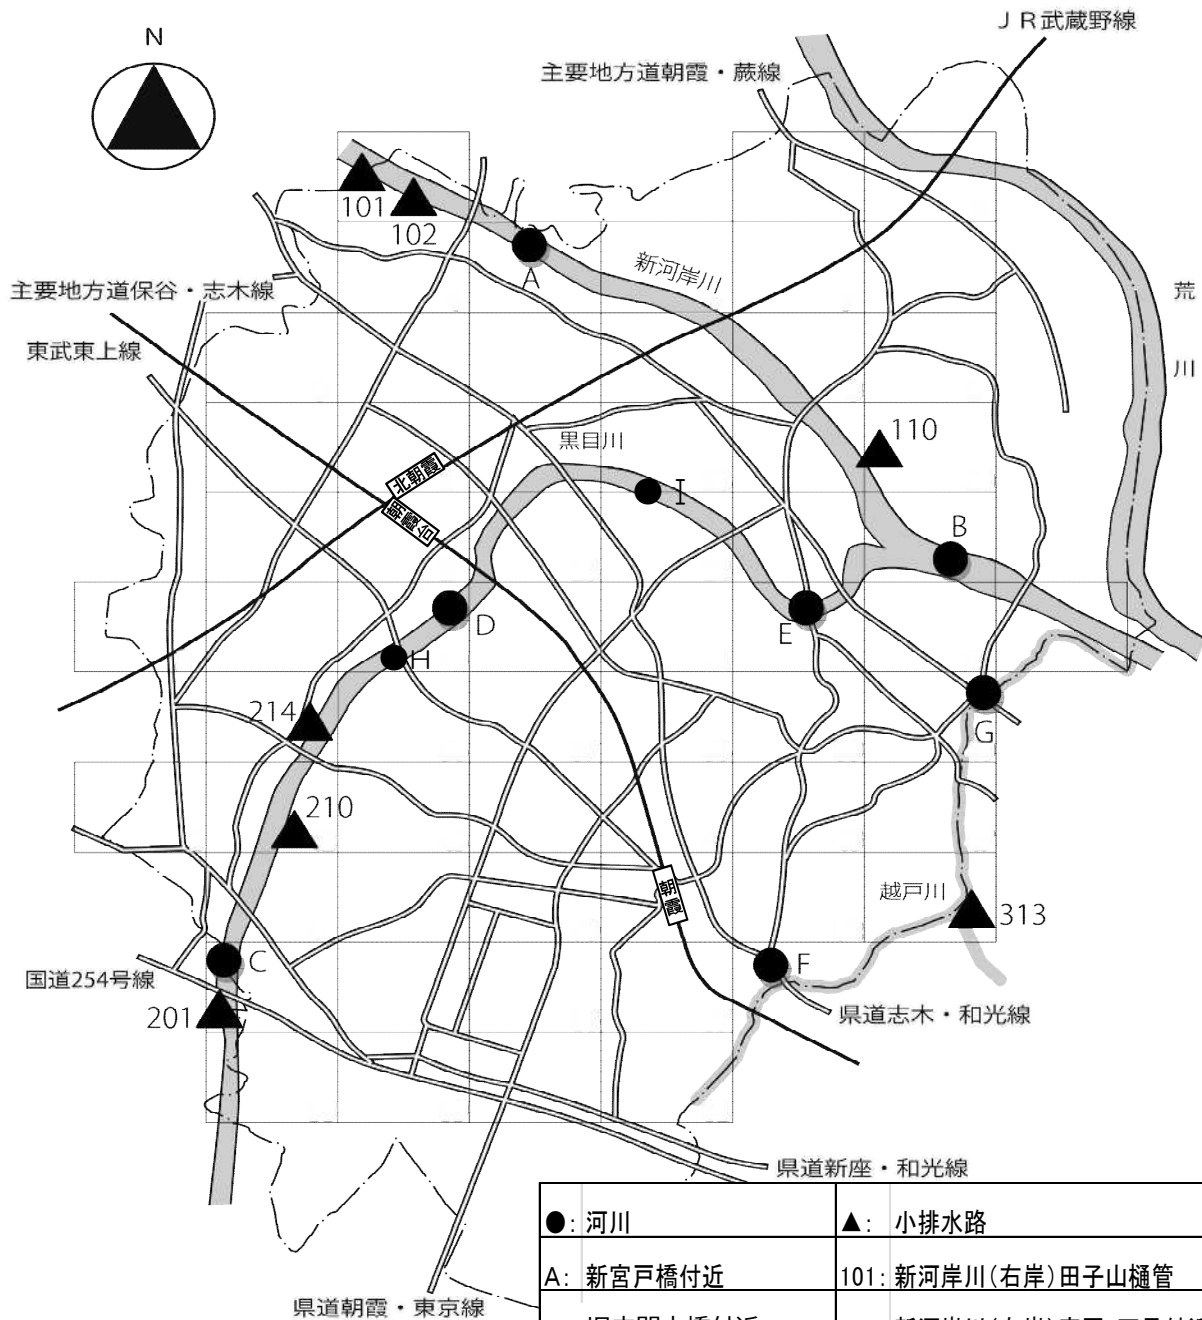 JR武蔵野線
N
主要地方道朝霞・蕨線
101
102
A
新河岸川
主要地方道保谷・志木線
荒
川
東武東上線
110
黒目川
北朝霞
朝霞台
I
B
D
E
H
214
G
210
越戸川
朝霞
313
C
F
国道254号線
201
県道志木・和光線
県道新座・和光線
●: 河川
▲: 小排水路
A: 新宮戸橋付近
101: 新河岸川(右岸)田子山樋管
県道朝霞・東京線